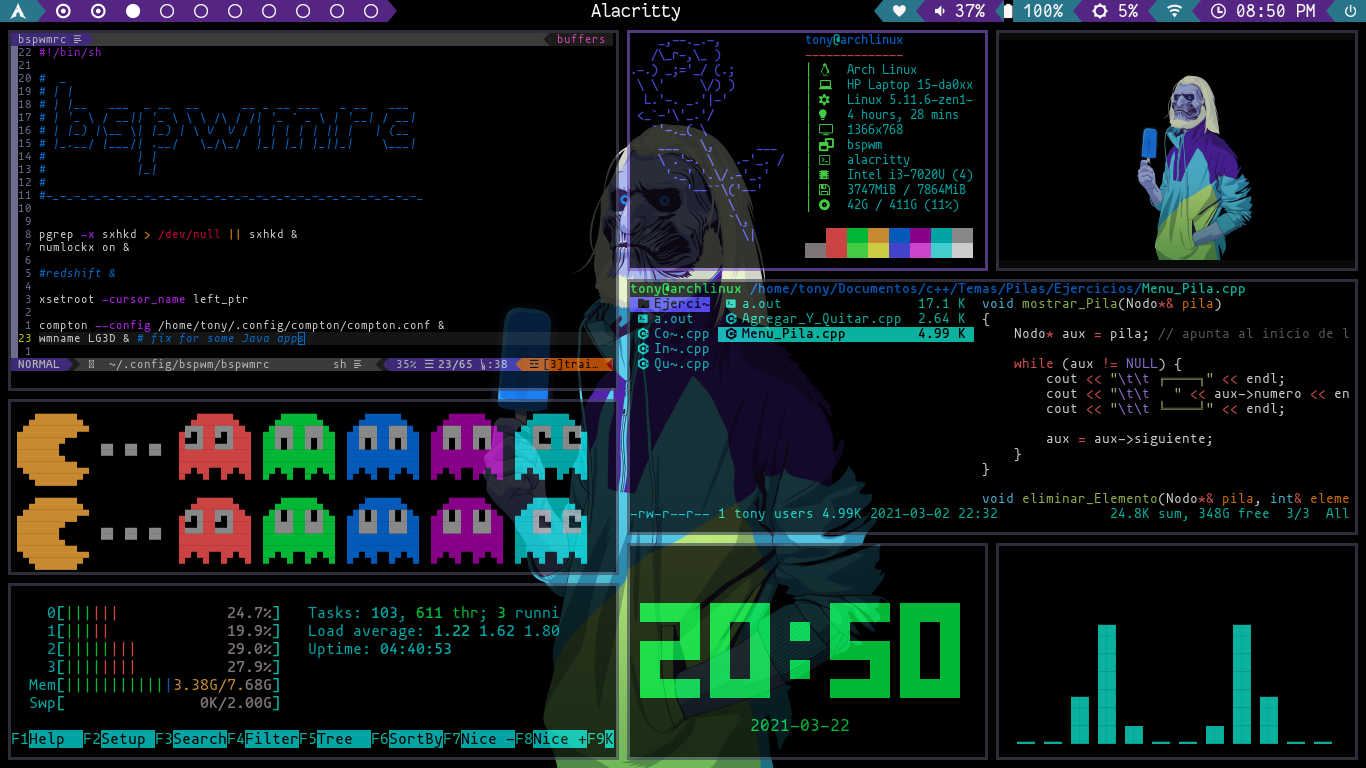 Alacritty
37% 100% 5% 08:50 PM
bspwmrc buffers
22 #!/bin/sh
21
20 #
19 #
18 #
17 #
16 #
15 #
14 #
13 #
12 #
11 #
10
9
8 pgrep -x sxhkd > /dev/null || sxhkd &
7 numlockx on &
6
5 #redshift &
4
3 xsetroot -cursor_name left_ptr
2
1 compton --config /home/tony/.config/compton/compton.conf &
23 wmname LG3D & # fix for some Java apps
1
NORMAL ~/.config/bspwm/bspwmrc sh 35% 23/65 :38 [3]trai…
tony@archlinux
--------------
Arch Linux
HP Laptop 15-da0xx
Linux 5.11.6-zen1-
4 hours, 28 mins
1366x768
bspwm
alacritty
Intel i3-7020U (4)
3747MiB / 7864MiB
42G / 411G (11%)
tony@archlinux /home/tony/Documentos/c++/Temas/Pilas/Ejercicios/Menu_Pila.cpp
Ejerci~ a.out 17.1 K void mostrar_Pila(Nodo*& pila)
a.out Agregar_Y_Quitar.cpp 2.64 K {
Co~.cpp Menu_Pila.cpp 4.99 K Nodo* aux = pila; // apunta al inicio de l
In~.cpp
Qu~.cpp while (aux != NULL) {
cout << "\t\t ┌────┐" << endl;
cout << "\t\t " << aux->numero << en
cout << "\t\t └────┘" << endl;
aux = aux->siguiente;
}
}
void eliminar_Elemento(Nodo*& pila, int& eleme
-rw-r--r-- 1 tony users 4.99K 2021-03-02 22:32 24.8K sum, 348G free 3/3 All
0[|||||| 24.7%] Tasks: 103, 611 thr; 3 runni
1[||||| 19.9%] Load average: 1.22 1.62 1.80
2[||||||||| 29.0%] Uptime: 04:40:53
3[||||||||| 27.9%]
Mem[|||||||||||||3.38G/7.68G]
Swp[ 0K/2.00G]
F1Help F2Setup F3SearchF4FilterF5Tree F6SortByF7Nice -F8Nice +F9K
20:50
2021-03-22